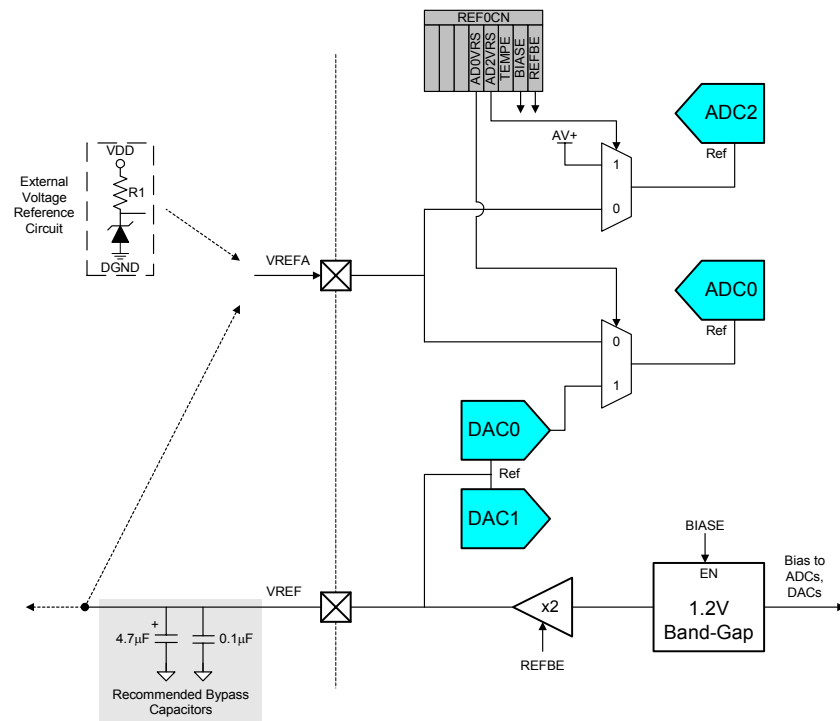 REF0CN
AD0VRS
AD2VRS
TEMPE
BIASE
REFBE
ADC2
Ref
AV+
1
0
VDD
R1
DGND
External
Voltage
Reference
Circuit
VREFA
ADC0
Ref
0
1
DAC0
Ref
DAC1
BIASE
EN
1.2V
Band-Gap
Bias to
ADCs,
DACs
x2
REFBE
VREF
+
4.7µF
0.1µF
Recommended Bypass
Capacitors